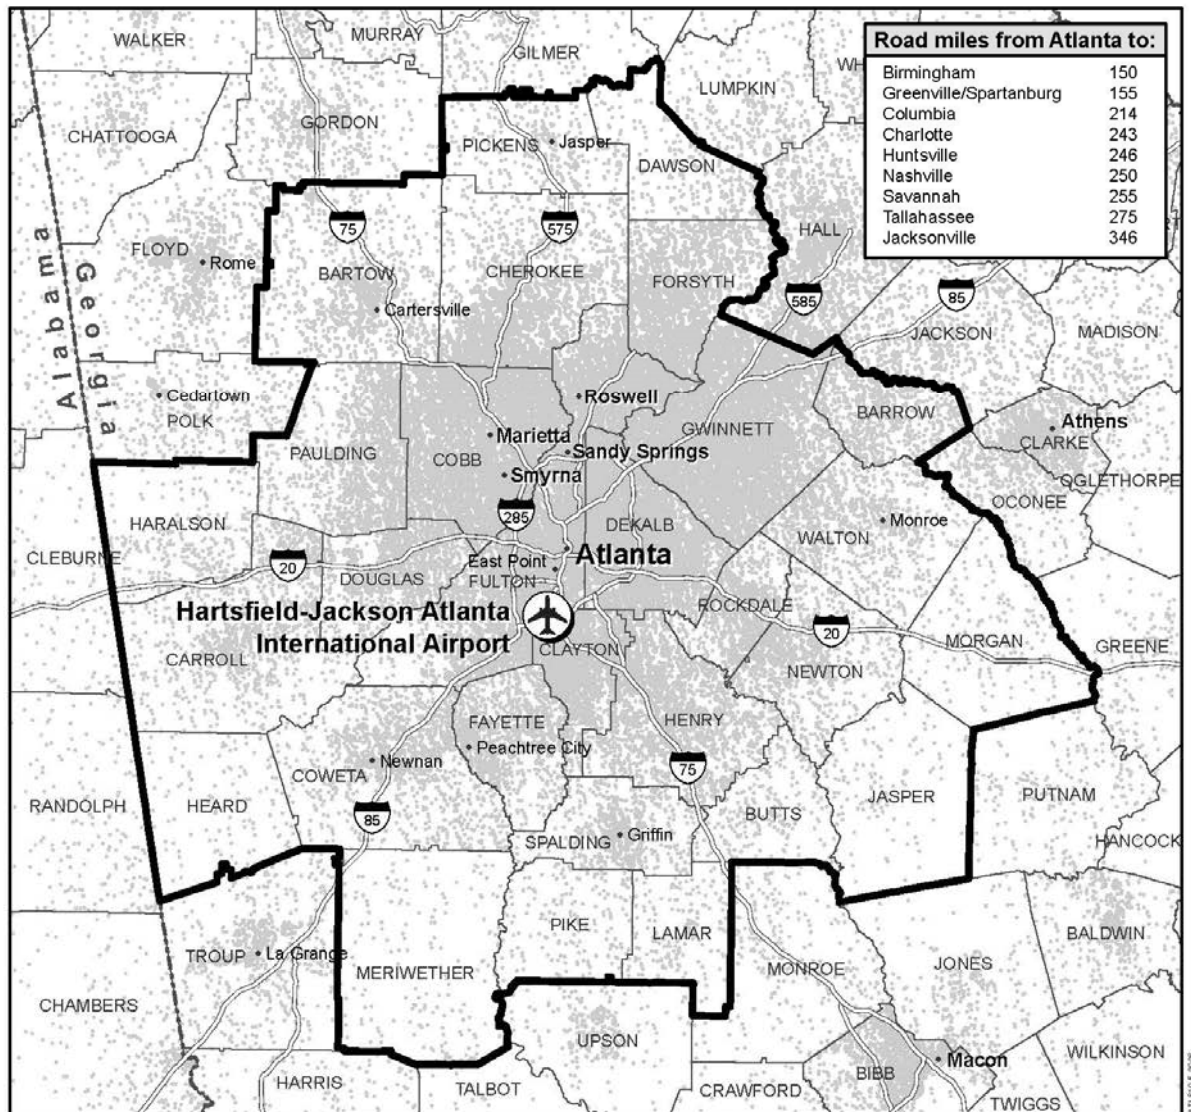 WALKER
MURRAY
GILMER
LUMPKIN
WH
Road miles from Atlanta to:
Birmingham 150
Greenville/Spartanburg 155
Columbia 214
Charlotte 243
Huntsville 246
Nashville 250
Savannah 255
Tallahassee 275
Jacksonville 346
CHATTOOGA
GORDON
PICKENS
Jasper
DAWSON
Alabama
Georgia
FLOYD
Rome
75
575
HALL
BARTOW
CHEROKEE
FORSYTH
585
85
Cartersville
JACKSON
MADISON
Cedartown
POLK
Roswell
BARROW
Athens
CLARKE
Marietta
GWINNETT
PAULDING
COBB
Sandy Springs
Smyrna
OGLETHORPE
OCONEE
HARALSON
285
DEKALB
Monroe
WALTON
CLEBURNE
20
DOUGLAS
East Point
Atlanta
FULTON
ROCKDALE
Hartsfield-Jackson Atlanta
International Airport
20
MORGAN
GREENE
CARROLL
CLAYTON
NEWTON
FAYETTE
HENRY
Peachtree City
COWETA
Newnan
75
RANDOLPH
HEARD
85
JASPER
PUTNAM
BUTTS
SPALDING
Griffin
HANCOCK
PIKE
LAMAR
BALDWIN
TROUP
La Grange
MERIWETHER
MONROE
JONES
CHAMBERS
UPSON
Macon
WILKINSON
BIBB
HARRIS
TALBOT
CRAWFORD
TWIGGS